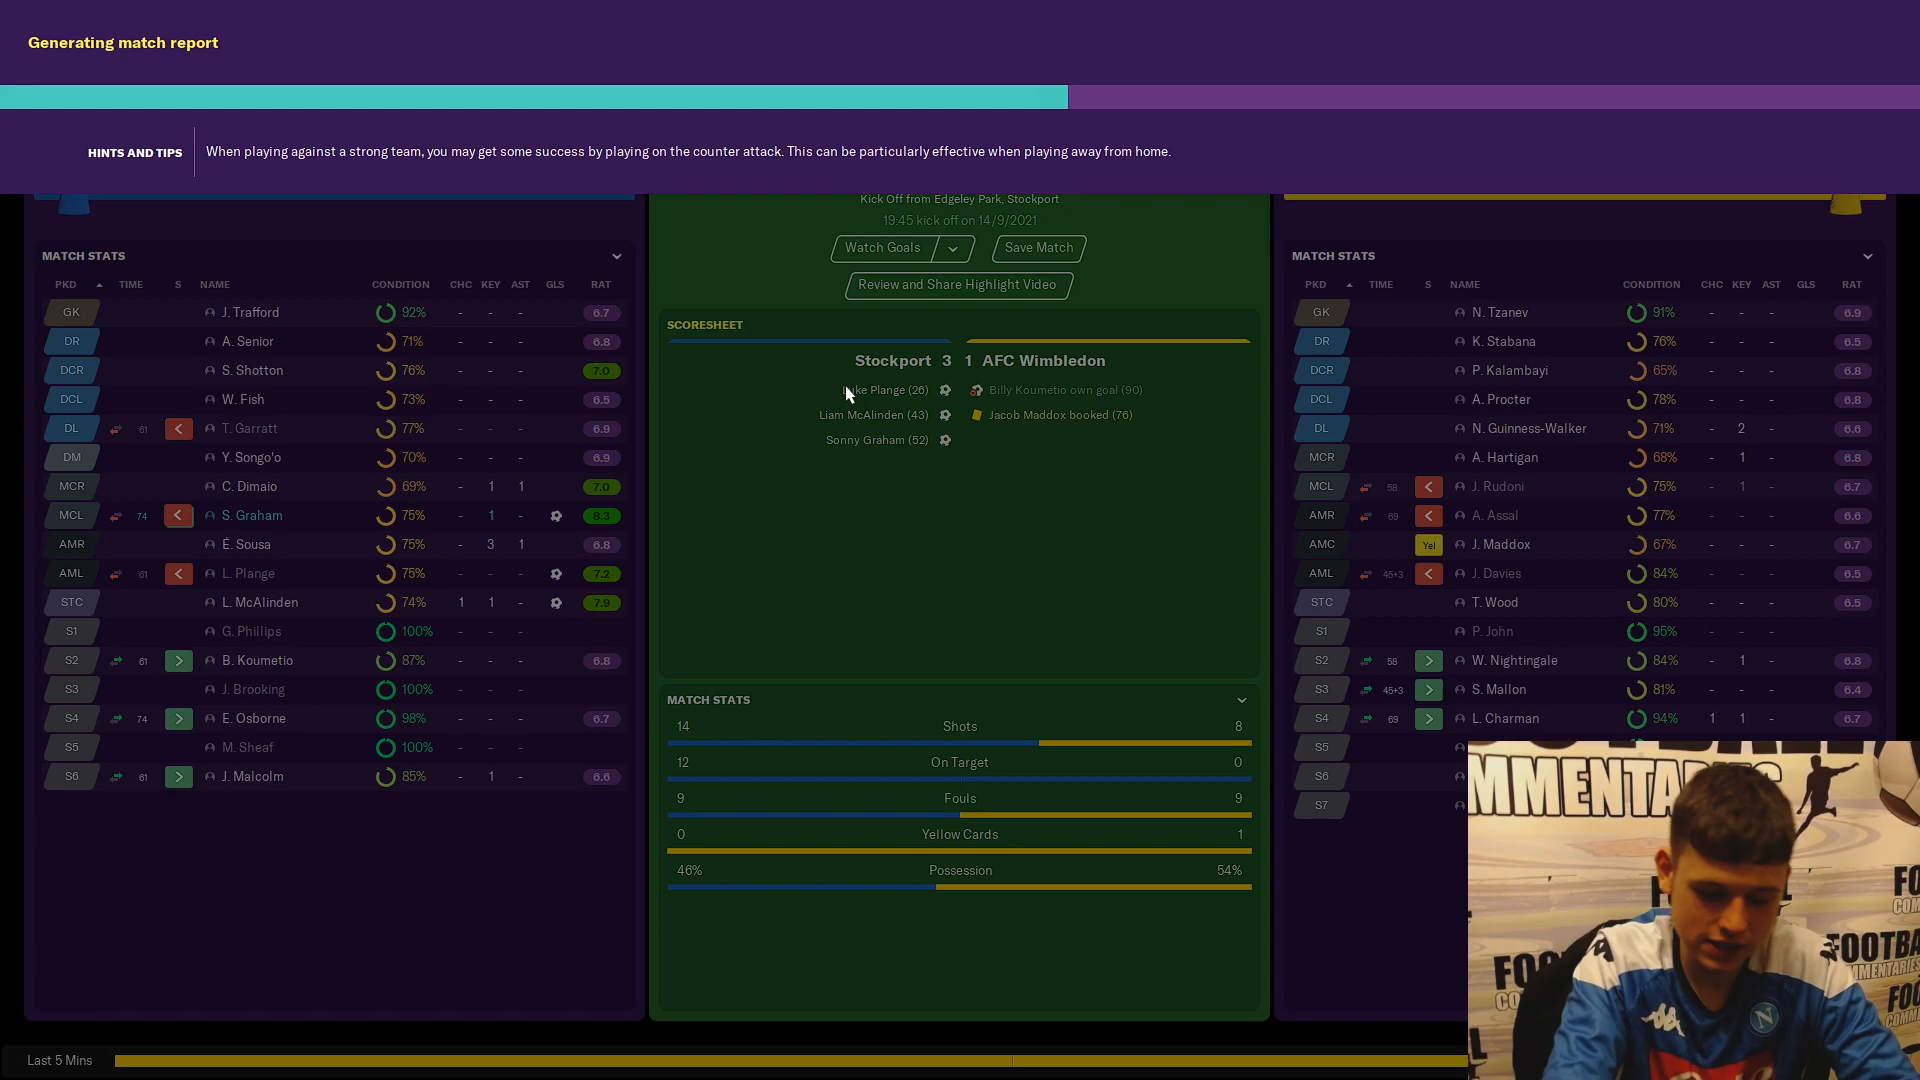 Generating match report
HINTS AND TIPS When playing against a strong team, you may get some success by playing on the counter attack. This can be particularly effective when playing away from home.
Kick Off from Edgeley Park, Stockport
19:45 kick off on 14/9/2021
Watch Goals Save Match
Review and Share Highlight Video
MATCH STATS
PKD TIME S NAME CONDITION CHC KEY AST GLS RAT
GK J. Trafford 92% - - - 6.7
DR A. Senior 71% - - - 6.8
DCR S. Shotton 76% - - - 7.0
DCL W. Fish 73% - - - 6.5
DL 61 < T. Garratt 77% - - - 6.9
DM Y. Songo'o 70% - - - 6.9
MCR C. Dimaio 69% - 1 1 7.0
MCL 74 < S. Graham 75% - 1 - 8.3
AMR É. Sousa 75% - 3 1 6.8
AML 61 < L. Plange 75% - - - 7.2
STC L. McAlinden 74% 1 1 - 7.9
S1 G. Phillips 100% - - -
S2 61 > B. Koumetio 87% - - - 6.8
S3 J. Brooking 100% - - -
S4 74 > E. Osborne 98% - - - 6.7
S5 M. Sheaf 100% - - -
S6 61 > J. Malcolm 85% - 1 - 6.6
SCORESHEET
Stockport 3 1 AFC Wimbledon
Luke Plange (26) Billy Koumetio own goal (90)
Liam McAlinden (43) Jacob Maddox booked (76)
Sonny Graham (52)
MATCH STATS
14 Shots 8
12 On Target 0
9 Fouls 9
0 Yellow Cards 1
46% Possession 54%
MATCH STATS
PKD TIME S NAME CONDITION CHC KEY AST GLS RAT
GK N. Tzanev 91% - - - 6.9
DR K. Stabana 76% - - - 6.5
DCR P. Kalambayi 65% - - - 6.8
DCL A. Procter 78% - - - 6.8
DL N. Guinness-Walker 71% - 2 - 6.6
MCR A. Hartigan 68% - 1 - 6.8
MCL 58 < J. Rudoni 75% - 1 - 6.7
AMR 69 < A. Assal 77% - - - 6.6
AMC Yel J. Maddox 67% - - - 6.7
AML 45+3 < J. Davies 84% - - - 6.5
STC T. Wood 80% - - - 6.5
S1 P. John 95% - - -
S2 58 > W. Nightingale 84% - 1 - 6.8
S3 45+3 > S. Mallon 81% - - - 6.4
S4 69 > L. Charman 94% 1 1 - 6.7
S5
S6
S7
Last 5 Mins